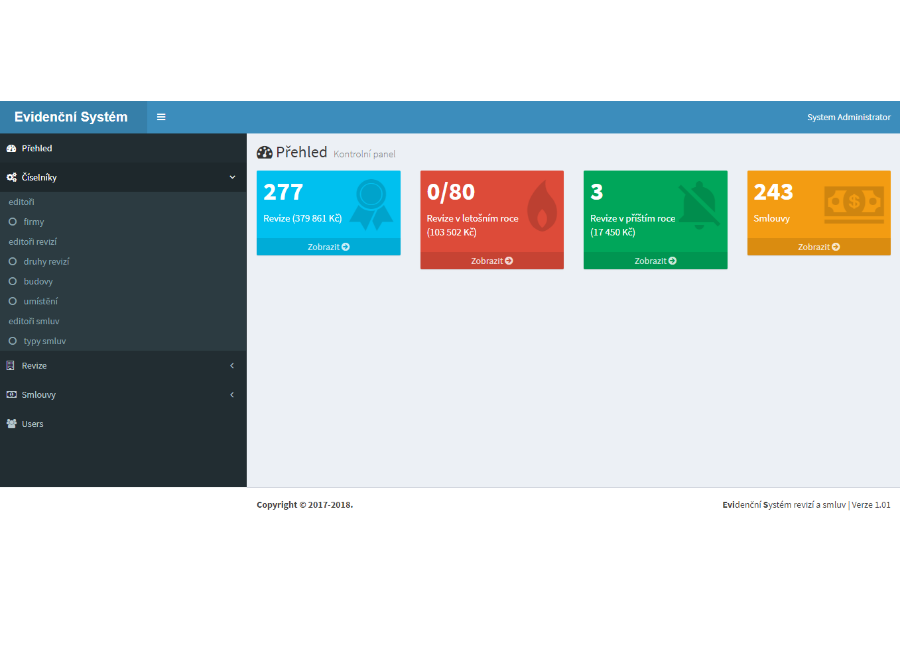 Evidenční Systém
System Administrator
Přehled
Číselníky
editoři
firmy
editoři revizí
druhy revizí
budovy
umístění
editoři smluv
typy smluv
Revize
Smlouvy
Users
Přehled Kontrolní panel
277
Revize (379 861 Kč)
Zobrazit
0/80
Revize v letošním roce
(103 502 Kč)
Zobrazit
3
Revize v příštím roce
(17 450 Kč)
Zobrazit
243
Smlouvy
Zobrazit
Copyright © 2017-2018.
Evidenční Systém revizí a smluv | Verze 1.01